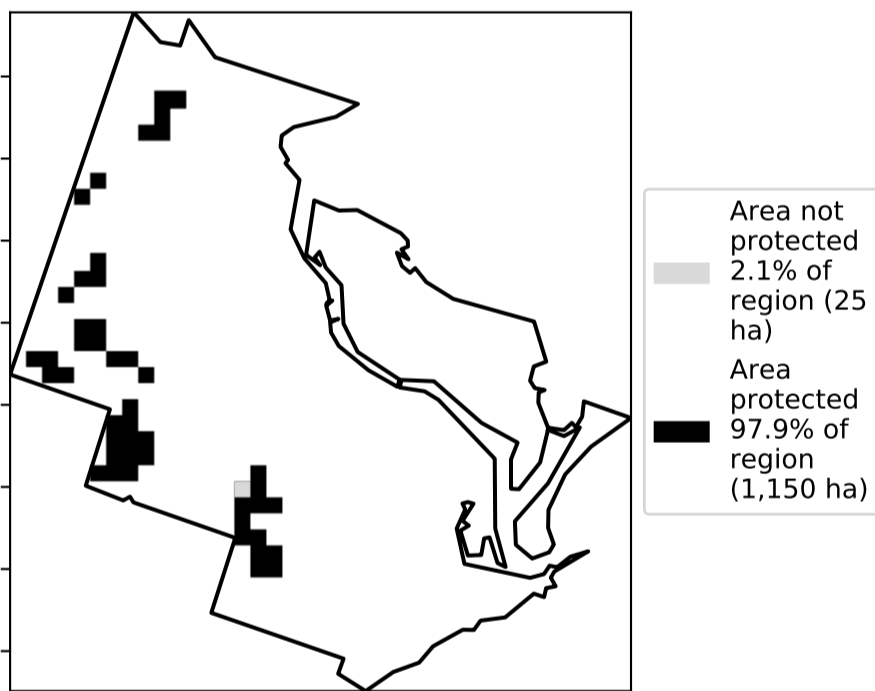 Area not
protected
2.1% of
region (25
ha)
Area
protected
97.9% of
region
(1,150 ha)